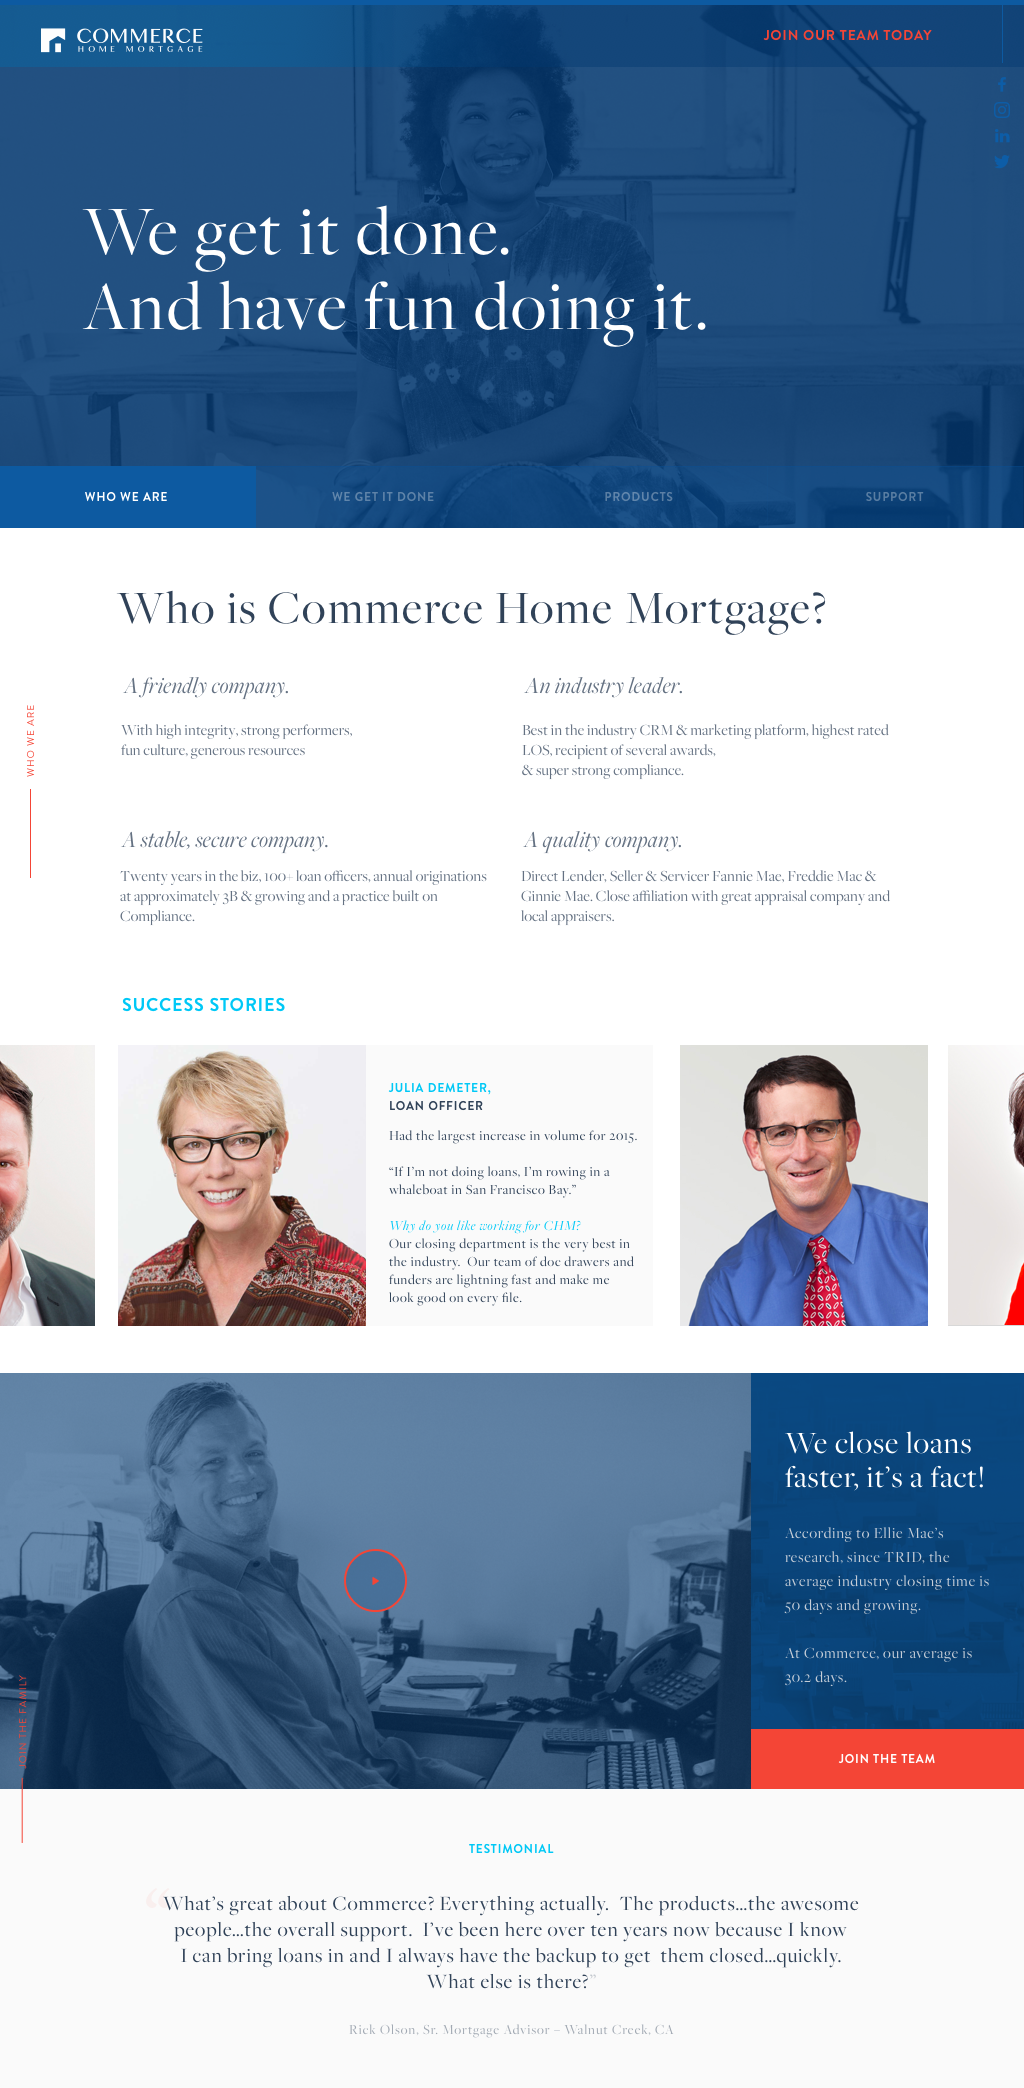 COMMERCE
HOME MORTGAGE
JOIN OUR TEAM TODAY
We get it done.
And have fun doing it.
WHO WE ARE
WE GET IT DONE
PRODUCTS
SUPPORT
Who is Commerce Home Mortgage?
WHO WE ARE
A friendly company.
With high integrity, strong performers,
fun culture, generous resources
An industry leader.
Best in the industry CRM & marketing platform, highest rated
LOS, recipient of several awards,
& super strong compliance.
A stable, secure company.
Twenty years in the biz, 100+ loan officers, annual originations
at approximately 3B & growing and a practice built on
Compliance.
A quality company.
Direct Lender, Seller & Servicer Fannie Mac, Freddie Mac &
Ginnie Mac. Close affiliation with great appraisal company and
local appraisers.
SUCCESS STORIES
JULIA DEMETER,
LOAN OFFICER
Had the largest increase in volume for 2015.
“If I’m not doing loans, I’m rowing in a
whaleboat in San Francisco Bay.”
Why do you like working for CHM?
Our closing department is the very best in
the industry. Our team of doc drawers and
funders are lightning fast and make me
look good on every file.
We close loans
faster, it’s a fact!
According to Ellie Mae’s
research, since TRID, the
average industry closing time is
50 days and growing.
At Commerce, our average is
30.2 days.
JOIN THE TEAM
JOIN THE FAMILY
TESTIMONIAL
“What’s great about Commerce? Everything actually. The products...the awesome
people...the overall support. I’ve been here over ten years now because I know
I can bring loans in and I always have the backup to get them closed...quickly.
What else is there?”
Rick Olson, Sr. Mortgage Advisor – Walnut Creek, CA